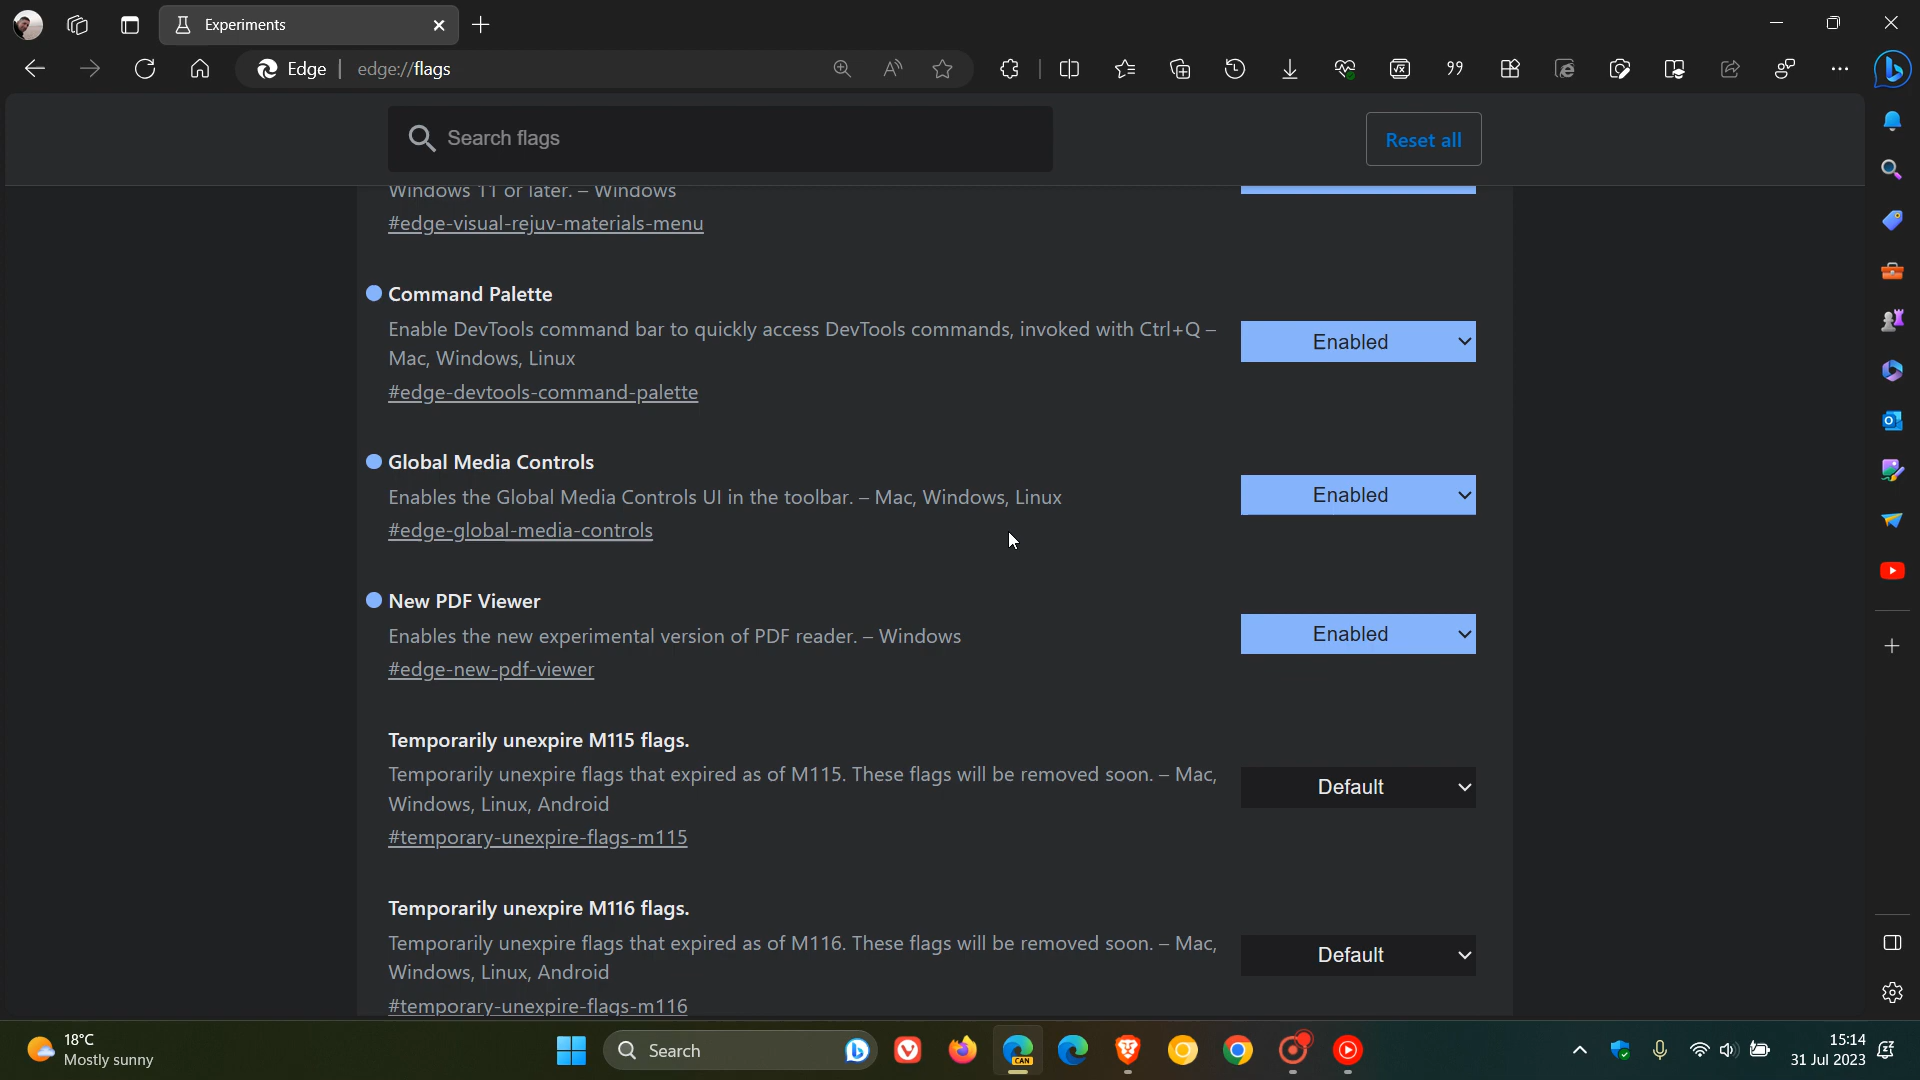 Experiments
Edge | edge://flags
Search flags
Reset all
Windows 11 or later. – Windows
#edge-visual-rejuv-materials-menu
Command Palette
Enable DevTools command bar to quickly access DevTools commands, invoked with Ctrl+Q –
Mac, Windows, Linux
Enabled
#edge-devtools-command-palette
Global Media Controls
Enables the Global Media Controls UI in the toolbar. – Mac, Windows, Linux
Enabled
#edge-global-media-controls
New PDF Viewer
Enables the new experimental version of PDF reader. – Windows
Enabled
#edge-new-pdf-viewer
Temporarily unexpire M115 flags.
Temporarily unexpire flags that expired as of M115. These flags will be removed soon. – Mac,
Windows, Linux, Android
Default
#temporary-unexpire-flags-m115
Temporarily unexpire M116 flags.
Temporarily unexpire flags that expired as of M116. These flags will be removed soon. – Mac,
Windows, Linux, Android
Default
#temporary-unexpire-flags-m116
18°C
Mostly sunny
Search
CAN
15:14
31 Jul 2023